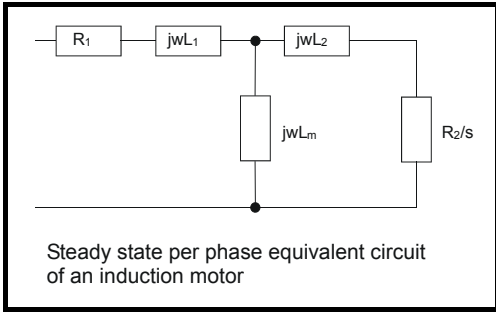 R₁
jwL₁
jwL₂
jwLₘ
R₂/s
Steady state per phase equivalent circuit
of an induction motor